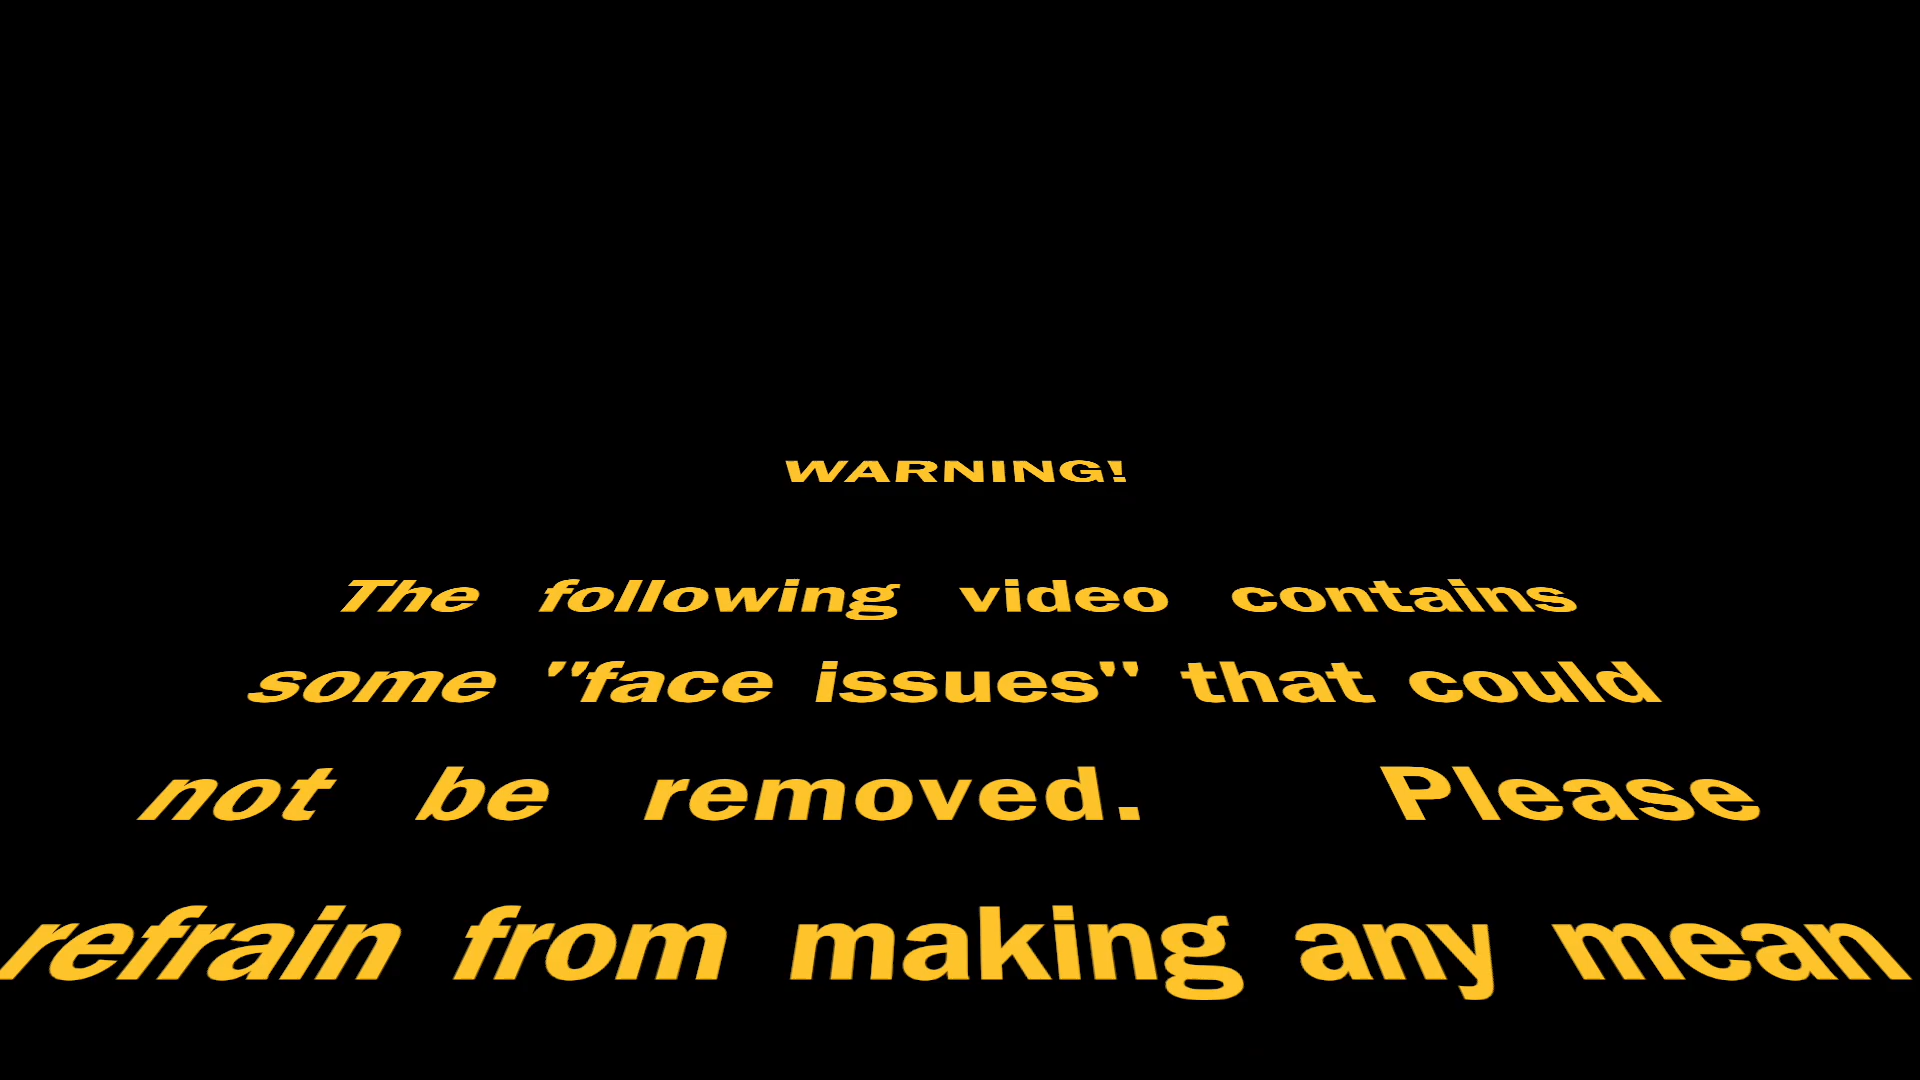 WARNING!
The following video contains
some "face issues" that could
not be removed. Please
refrain from making any mean